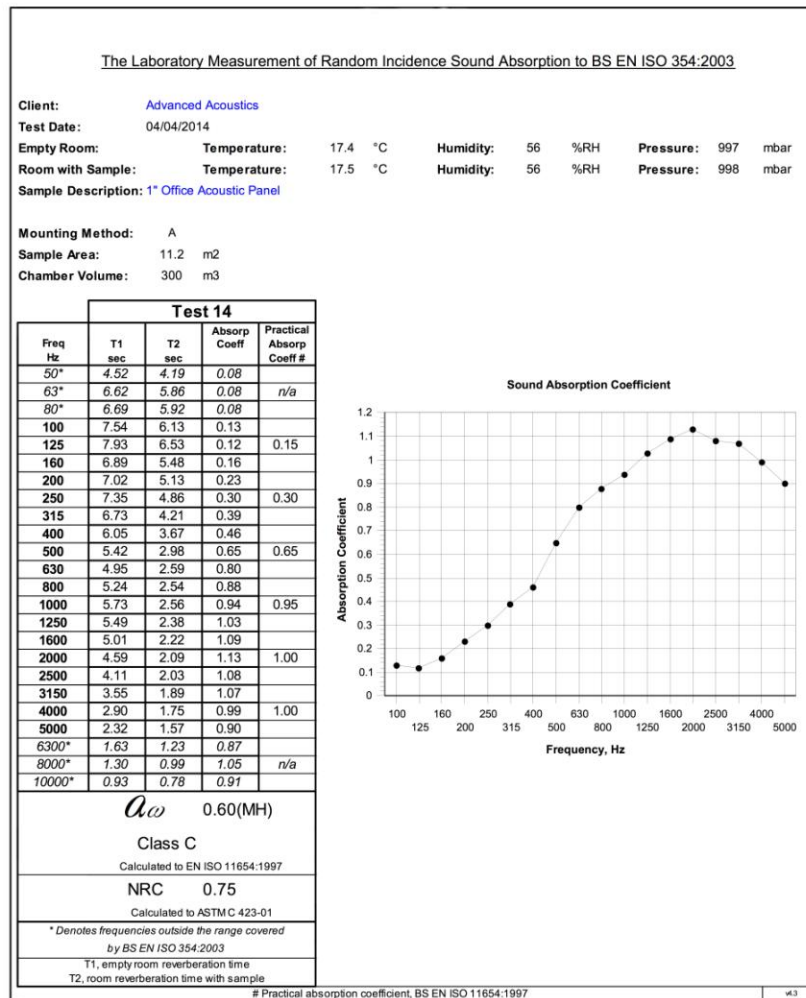 The Laboratory Measurement of Random Incidence Sound Absorption to BS EN ISO 354:2003
Client: Advanced Acoustics
Test Date: 04/04/2014
Empty Room: Temperature: 17.4 °C Humidity: 56 %RH Pressure: 997 mbar
Room with Sample: Temperature: 17.5 °C Humidity: 56 %RH Pressure: 998 mbar
Sample Description: 1" Office Acoustic Panel
Mounting Method: A
Sample Area: 11.2 m2
Chamber Volume: 300 m3
Test 14
Freq Hz T1 sec T2 sec Absorp Coeff Practical Absorp Coeff #
50* 4.52 4.19 0.08
63* 6.62 5.86 0.08 n/a
80* 6.69 5.92 0.08
100 7.54 6.13 0.13
125 7.93 6.53 0.12 0.15
160 6.89 5.48 0.16
200 7.02 5.13 0.23
250 7.35 4.86 0.30 0.30
315 6.73 4.21 0.39
400 6.05 3.67 0.46
500 5.42 2.98 0.65 0.65
630 4.95 2.59 0.80
800 5.24 2.54 0.88
1000 5.73 2.56 0.94 0.95
1250 5.49 2.38 1.03
1600 5.01 2.22 1.09
2000 4.59 2.09 1.13 1.00
2500 4.11 2.03 1.08
3150 3.55 1.89 1.07
4000 2.90 1.75 0.99 1.00
5000 2.32 1.57 0.90
6300* 1.63 1.23 0.87
8000* 1.30 0.99 1.05 n/a
10000* 0.93 0.78 0.91
αω 0.60(MH)
Class C
Calculated to EN ISO 11654:1997
NRC 0.75
Calculated to ASTM C 423-01
* Denotes frequencies outside the range covered
by BS EN ISO 354:2003
T1, empty room reverberation time
T2, room reverberation time with sample
Sound Absorption Coefficient
Absorption Coefficient
1.2
1.1
1
0.9
0.8
0.7
0.6
0.5
0.4
0.3
0.2
0.1
0
100 160 250 400 630 1000 1600 2500 4000
125 200 315 500 800 1250 2000 3150 5000
Frequency, Hz
# Practical absorption coefficient, BS EN ISO 11654:1997
v4.3